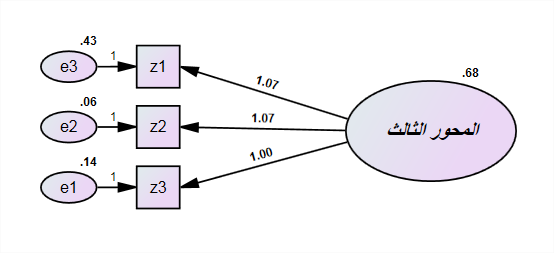 .43
e3
1
z1
1.07
.68
.06
e2
1
z2
1.07
المحور الثالث
.14
e1
1
z3
1.00